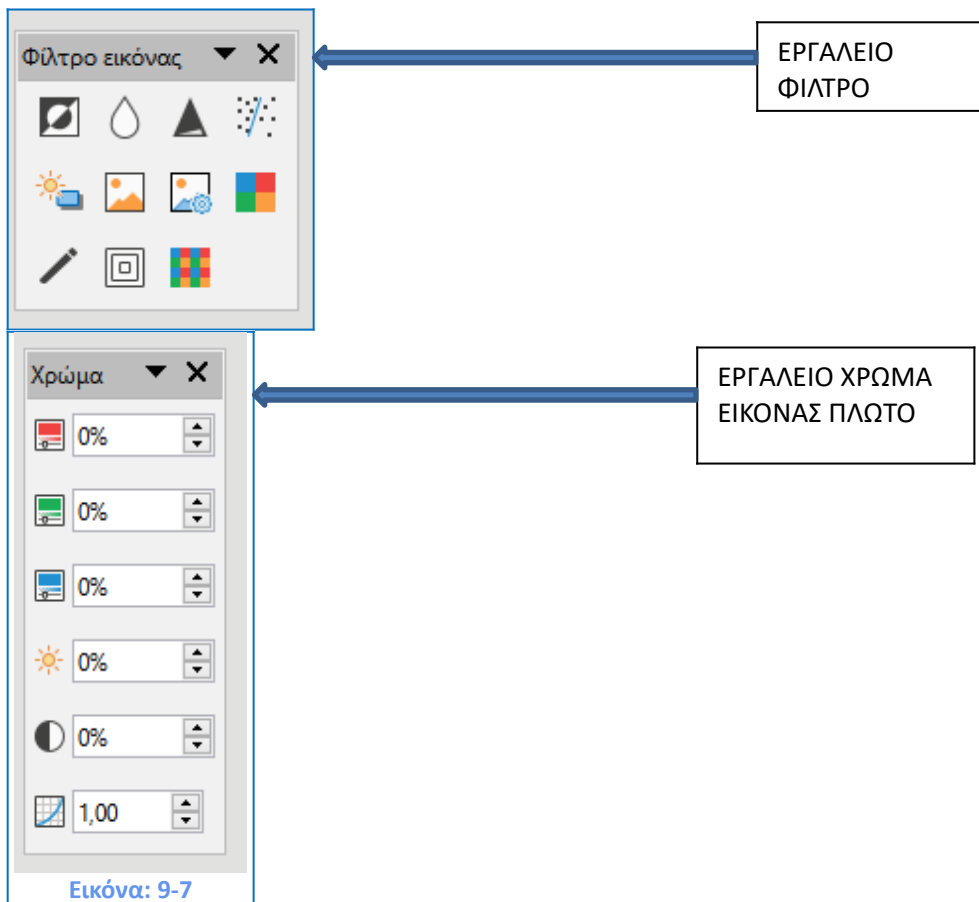 Φίλτρο εικόνας
ΕΡΓΑΛΕΙΟ
ΦΙΛΤΡΟ
Χρώμα
0%
0%
0%
0%
0%
1,00
ΕΡΓΑΛΕΙΟ ΧΡΩΜΑ
ΕΙΚΟΝΑΣ ΠΛΩΤΟ
Εικόνα: 9-7